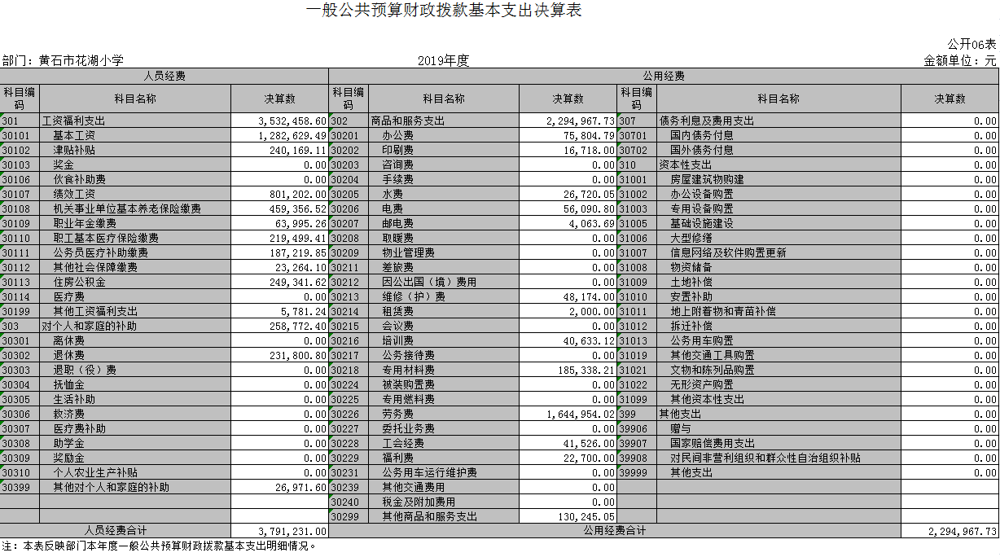 一般公共预算财政拨款基本支出决算表
公开06表
部门：黄石市花湖小学 2019年度 金额单位：元
人员经费 公用经费
科目编码 科目名称 决算数 科目编码 科目名称 决算数 科目编码 科目名称 决算数
301 工资福利支出 3,532,458.60 302 商品和服务支出 2,294,967.73 307 债务利息及费用支出 0.00
30101 基本工资 1,282,629.49 30201 办公费 75,804.79 30701 国内债务付息 0.00
30102 津贴补贴 240,169.11 30202 印刷费 16,718.00 30702 国外债务付息 0.00
30103 奖金 0.00 30203 咨询费 0.00 310 资本性支出 0.00
30106 伙食补助费 0.00 30204 手续费 0.00 31001 房屋建筑物购建 0.00
30107 绩效工资 801,202.00 30205 水费 26,720.05 31002 办公设备购置 0.00
30108 机关事业单位基本养老保险缴费 459,356.52 30206 电费 56,090.80 31003 专用设备购置 0.00
30109 职业年金缴费 63,995.26 30207 邮电费 4,063.69 31005 基础设施建设 0.00
30110 职工基本医疗保险缴费 219,499.41 30208 取暖费 0.00 31006 大型修缮 0.00
30111 公务员医疗补助缴费 187,219.85 30209 物业管理费 0.00 31007 信息网络及软件购置更新 0.00
30112 其他社会保障缴费 23,264.10 30211 差旅费 0.00 31008 物资储备 0.00
30113 住房公积金 249,341.62 30212 因公出国（境）费用 0.00 31009 土地补偿 0.00
30114 医疗费 0.00 30213 维修（护）费 48,174.00 31010 安置补助 0.00
30199 其他工资福利支出 5,781.24 30214 租赁费 2,000.00 31011 地上附着物和青苗补偿 0.00
303 对个人和家庭的补助 258,772.40 30215 会议费 0.00 31012 拆迁补偿 0.00
30301 离休费 0.00 30216 培训费 40,633.12 31013 公务用车购置 0.00
30302 退休费 231,800.80 30217 公务接待费 0.00 31019 其他交通工具购置 0.00
30303 退职（役）费 0.00 30218 专用材料费 185,338.21 31021 文物和陈列品购置 0.00
30304 抚恤金 0.00 30224 被装购置费 0.00 31022 无形资产购置 0.00
30305 生活补助 0.00 30225 专用燃料费 0.00 31099 其他资本性支出 0.00
30306 救济费 0.00 30226 劳务费 1,644,954.02 399 其他支出 0.00
30307 医疗费补助 0.00 30227 委托业务费 0.00 39906 赠与 0.00
30308 助学金 0.00 30228 工会经费 41,526.00 39907 国家赔偿费用支出 0.00
30309 奖励金 0.00 30229 福利费 22,700.00 39908 对民间非营利组织和群众性自治组织补贴 0.00
30310 个人农业生产补贴 0.00 30231 公务用车运行维护费 0.00 39999 其他支出 0.00
30399 其他对个人和家庭的补助 26,971.60 30239 其他交通费用 0.00
30240 税金及附加费用 0.00
30299 其他商品和服务支出 130,245.05
人员经费合计 3,791,231.00 公用经费合计 2,294,967.73
注：本表反映部门本年度一般公共预算财政拨款基本支出明细情况。